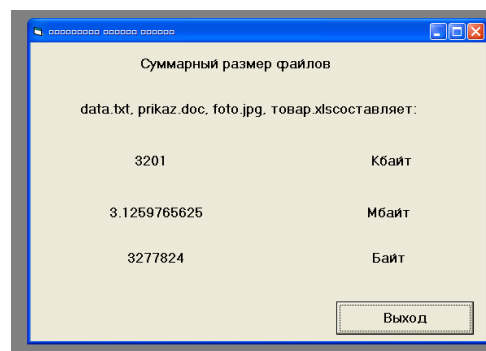 Суммарный размер файлов
data.txt, prikaz.doc, foto.jpg, товар.xlsсоставляет:
3201 Кбайт
3.1259765625 Мбайт
3277824 Байт
Выход